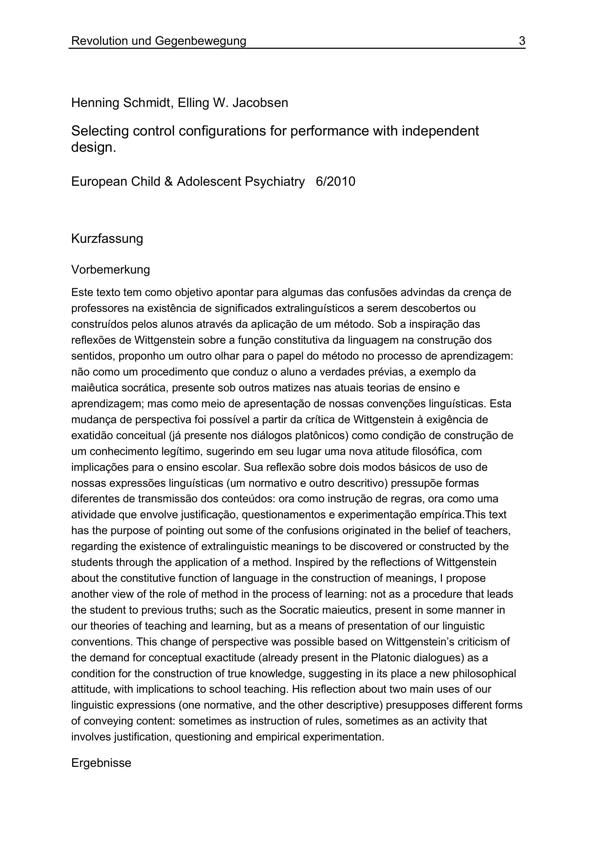 Revolution und Gegenbewegung 3
Henning Schmidt, Elling W. Jacobsen
Selecting control configurations for performance with independent
design.
European Child & Adolescent Psychiatry 6/2010
Kurzfassung
Vorbemerkung
Este texto tem como objetivo apontar para algumas das confusões advindas da crença de
professores na existência de significados extralinguísticos a serem descobertos ou
construídos pelos alunos através da aplicação de um método. Sob a inspiração das
reflexões de Wittgenstein sobre a função constitutiva da linguagem na construção dos
sentidos, proponho um outro olhar para o papel do método no processo de aprendizagem:
não como um procedimento que conduz o aluno a verdades prévias, a exemplo da
maiêutica socrática, presente sob outros matizes nas atuais teorias de ensino e
aprendizagem; mas como meio de apresentação de nossas convenções linguísticas. Esta
mudança de perspectiva foi possível a partir da crítica de Wittgenstein à exigência de
exatidão conceitual (já presente nos diálogos platônicos) como condição de construção de
um conhecimento legítimo, sugerindo em seu lugar uma nova atitude filosófica, com
implicações para o ensino escolar. Sua reflexão sobre dois modos básicos de uso de
nossas expressões linguísticas (um normativo e outro descritivo) pressupõe formas
diferentes de transmissão dos conteúdos: ora como instrução de regras, ora como uma
atividade que envolve justificação, questionamentos e experimentação empírica.This text
has the purpose of pointing out some of the confusions originated in the belief of teachers,
regarding the existence of extralinguistic meanings to be discovered or constructed by the
students through the application of a method. Inspired by the reflections of Wittgenstein
about the constitutive function of language in the construction of meanings, I propose
another view of the role of method in the process of learning: not as a procedure that leads
the student to previous truths; such as the Socratic maieutics, present in some manner in
our theories of teaching and learning, but as a means of presentation of our linguistic
conventions. This change of perspective was possible based on Wittgenstein's criticism of
the demand for conceptual exactitude (already present in the Platonic dialogues) as a
condition for the construction of true knowledge, suggesting in its place a new philosophical
attitude, with implications to school teaching. His reflection about two main uses of our
linguistic expressions (one normative, and the other descriptive) presupposes different forms
of conveying content: sometimes as instruction of rules, sometimes as an activity that
involves justification, questioning and empirical experimentation.
Ergebnisse